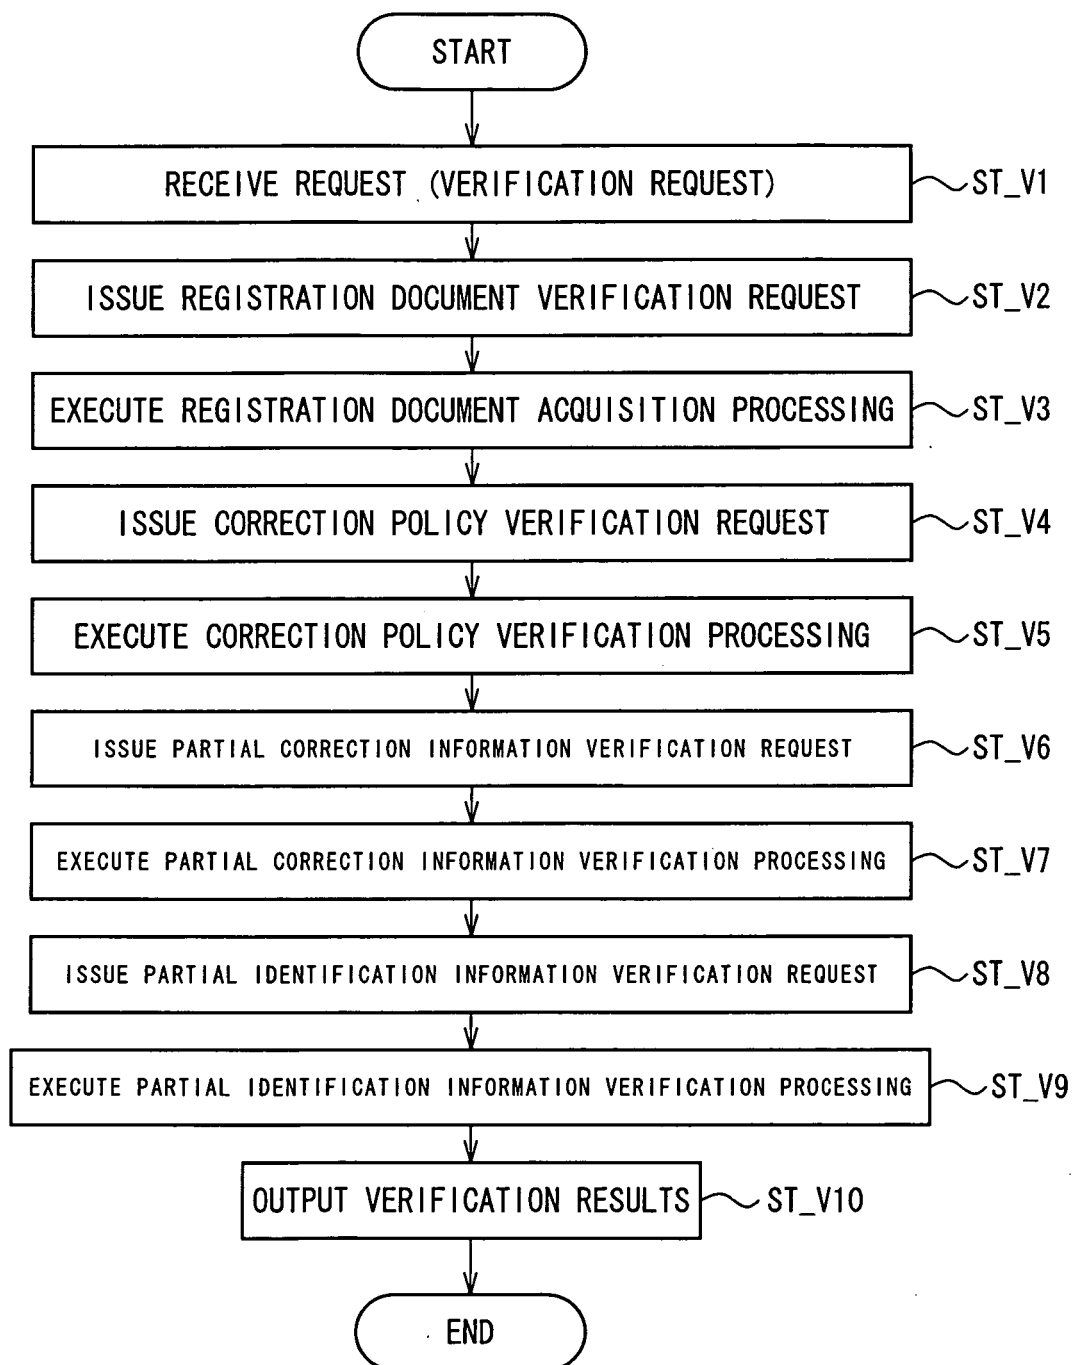 START
RECEIVE REQUEST (VERIFICATION REQUEST) ST_V1
ISSUE REGISTRATION DOCUMENT VERIFICATION REQUEST ST_V2
EXECUTE REGISTRATION DOCUMENT ACQUISITION PROCESSING ST_V3
ISSUE CORRECTION POLICY VERIFICATION REQUEST ST_V4
EXECUTE CORRECTION POLICY VERIFICATION PROCESSING ST_V5
ISSUE PARTIAL CORRECTION INFORMATION VERIFICATION REQUEST ST_V6
EXECUTE PARTIAL CORRECTION INFORMATION VERIFICATION PROCESSING ST_V7
ISSUE PARTIAL IDENTIFICATION INFORMATION VERIFICATION REQUEST ST_V8
EXECUTE PARTIAL IDENTIFICATION INFORMATION VERIFICATION PROCESSING ST_V9
OUTPUT VERIFICATION RESULTS ST_V10
END